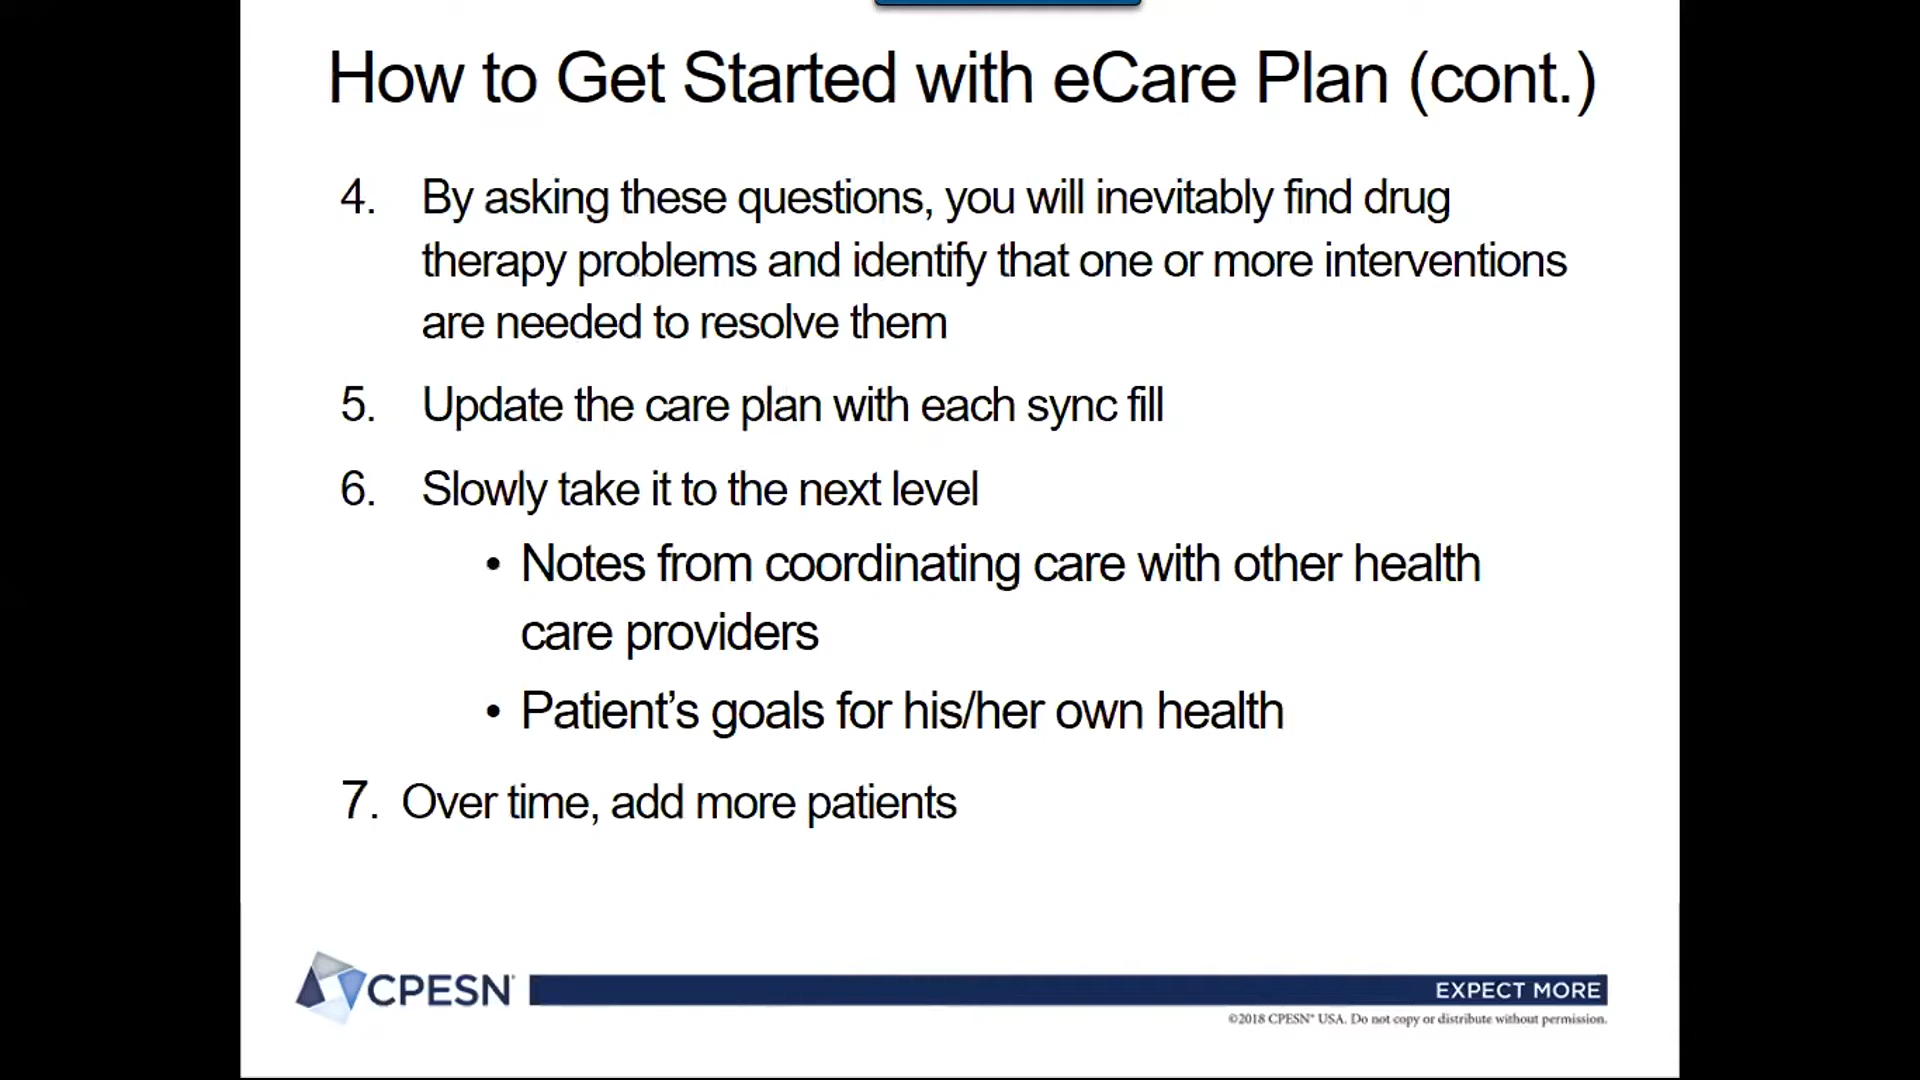 How to Get Started with eCare Plan (cont.)
4. By asking these questions, you will inevitably find drug
therapy problems and identify that one or more interventions
are needed to resolve them
5. Update the care plan with each sync fill
6. Slowly take it to the next level
• Notes from coordinating care with other health
care providers
• Patient’s goals for his/her own health
7. Over time, add more patients
CPESN®
EXPECT MORE
©2018 CPESN® USA. Do not copy or distribute without permission.